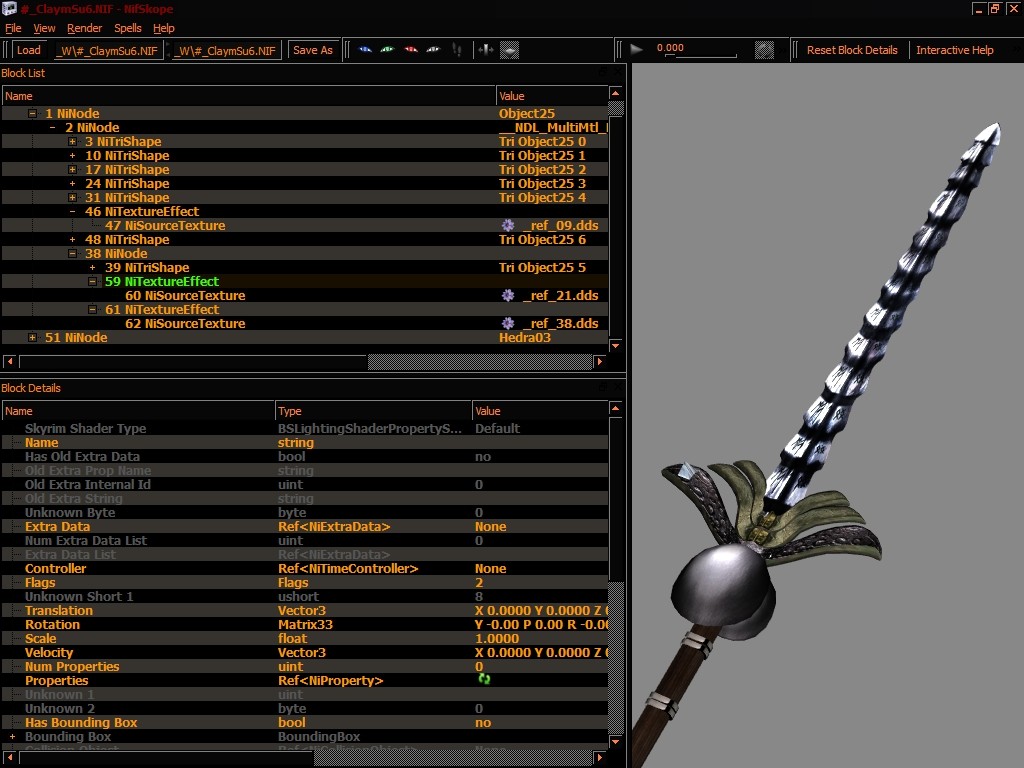 #_ClaymSu6.NIF - NifSkope
File View Render Spells Help
Load _W\#_ClaymSu6.NIF _W\#_ClaymSu6.NIF Save As 0.000 Reset Block Details Interactive Help
Block List
Name Value
1 NiNode Object25
2 NiNode __NDL_MultiMtl_
3 NiTriShape Tri Object25 0
10 NiTriShape Tri Object25 1
17 NiTriShape Tri Object25 2
24 NiTriShape Tri Object25 3
31 NiTriShape Tri Object25 4
46 NiTextureEffect
47 NiSourceTexture _ref_09.dds
48 NiTriShape Tri Object25 6
38 NiNode
39 NiTriShape Tri Object25 5
59 NiTextureEffect
60 NiSourceTexture _ref_21.dds
61 NiTextureEffect
62 NiSourceTexture _ref_38.dds
51 NiNode Hedra03
Block Details
Name Type Value
Skyrim Shader Type BSLightingShaderPropertyS... Default
Name string
Has Old Extra Data bool no
Old Extra Prop Name string
Old Extra Internal Id uint 0
Old Extra String string
Unknown Byte byte 0
Extra Data Ref<NiExtraData> None
Num Extra Data List uint 0
Extra Data List Ref<NiExtraData>
Controller Ref<NiTimeController> None
Flags Flags 2
Unknown Short 1 ushort 8
Translation Vector3 X 0.0000 Y 0.0000 Z
Rotation Matrix33 Y -0.00 P 0.00 R -0.00
Scale float 1.0000
Velocity Vector3 X 0.0000 Y 0.0000 Z
Num Properties uint 0
Properties Ref<NiProperty>
Unknown 1 uint
Unknown 2 byte 0
Has Bounding Box bool no
Bounding Box BoundingBox
Collision Object Ref<NiCollisionObject>